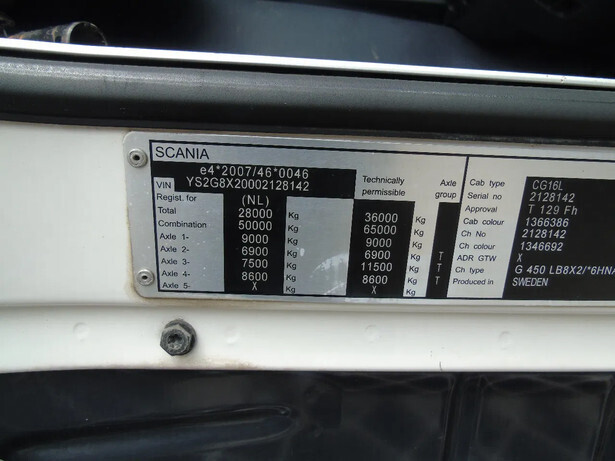 SCANIA
e4*2007/46*0046
VIN YS2G8X20002128142
Regist. for (NL) Technically permissible Axle group
Total 28000 Kg 36000 Kg
Combination 50000 Kg 65000 Kg
Axle 1- 9000 Kg 9000 Kg
Axle 2- 6900 Kg 6900 Kg T
Axle 3- 7500 Kg 11500 Kg T
Axle 4- 8600 Kg 8600 Kg T
Axle 5- X Kg X Kg
Cab type CG16L
Serial no 2128142
Approval T 129 Fh
Cab colour 1366386
Ch No 2128142
Ch colour 1346692
ADR GTW X
Ch type G 450 LB8X2/*6HNA
Produced in SWEDEN